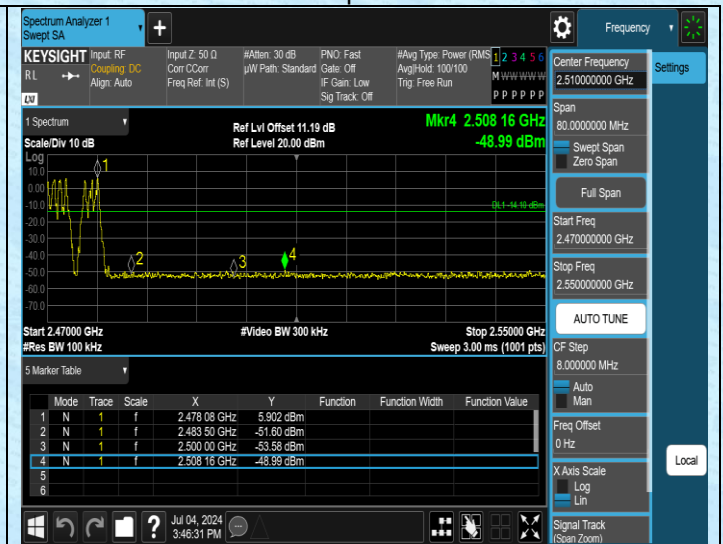 Spectrum Analyzer 1
Swept SA
Frequency
KEYSIGHT
RL
LXI
Input: RF
Coupling: DC
Align: Auto
Input Z: 50 Ω
Corr CCorr
Freq Ref: Int (S)
#Atten: 30 dB
µW Path: Standard
PNO: Fast
Gate: Off
IF Gain: Low
Sig Track: Off
#Avg Type: Power (RMS
Avg|Hold: 100/100
Trig: Free Run
1 2 3 4 5 6
M W W W W W
P P P P P P
1 Spectrum
Scale/Div 10 dB
Ref Lvl Offset 11.19 dB
Ref Level 20.00 dBm
Mkr4 2.508 16 GHz
-48.99 dBm
Log
10.0
0.00
-10.0
-20.0
-30.0
-40.0
-50.0
-60.0
-70.0
1
2
3
4
DL1 -14.10 dBm
Start 2.47000 GHz
#Res BW 100 kHz
#Video BW 300 kHz
Stop 2.55000 GHz
Sweep 3.00 ms (1001 pts)
5 Marker Table
Mode Trace Scale X Y Function Function Width Function Value
1 N 1 f 2.478 08 GHz 5.902 dBm
2 N 1 f 2.483 50 GHz -51.60 dBm
3 N 1 f 2.500 00 GHz -53.58 dBm
4 N 1 f 2.508 16 GHz -48.99 dBm
5
6
Jul 04, 2024
3:46:31 PM
?
Center Frequency
2.510000000 GHz
Span
80.0000000 MHz
Swept Span
Zero Span
Full Span
Start Freq
2.470000000 GHz
Stop Freq
2.550000000 GHz
AUTO TUNE
CF Step
8.000000 MHz
Auto
Man
Freq Offset
0 Hz
X Axis Scale
Log
Lin
Signal Track
(Span Zoom)
Settings
Local